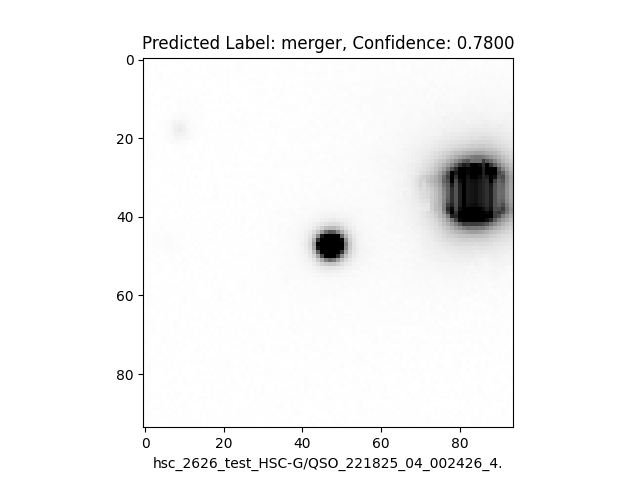 Predicted Label: merger, Confidence: 0.7800
0
20
40
60
80
0 20 40 60 80
hsc_2626_test_HSC-G/QSO_221825_04_002426_4.